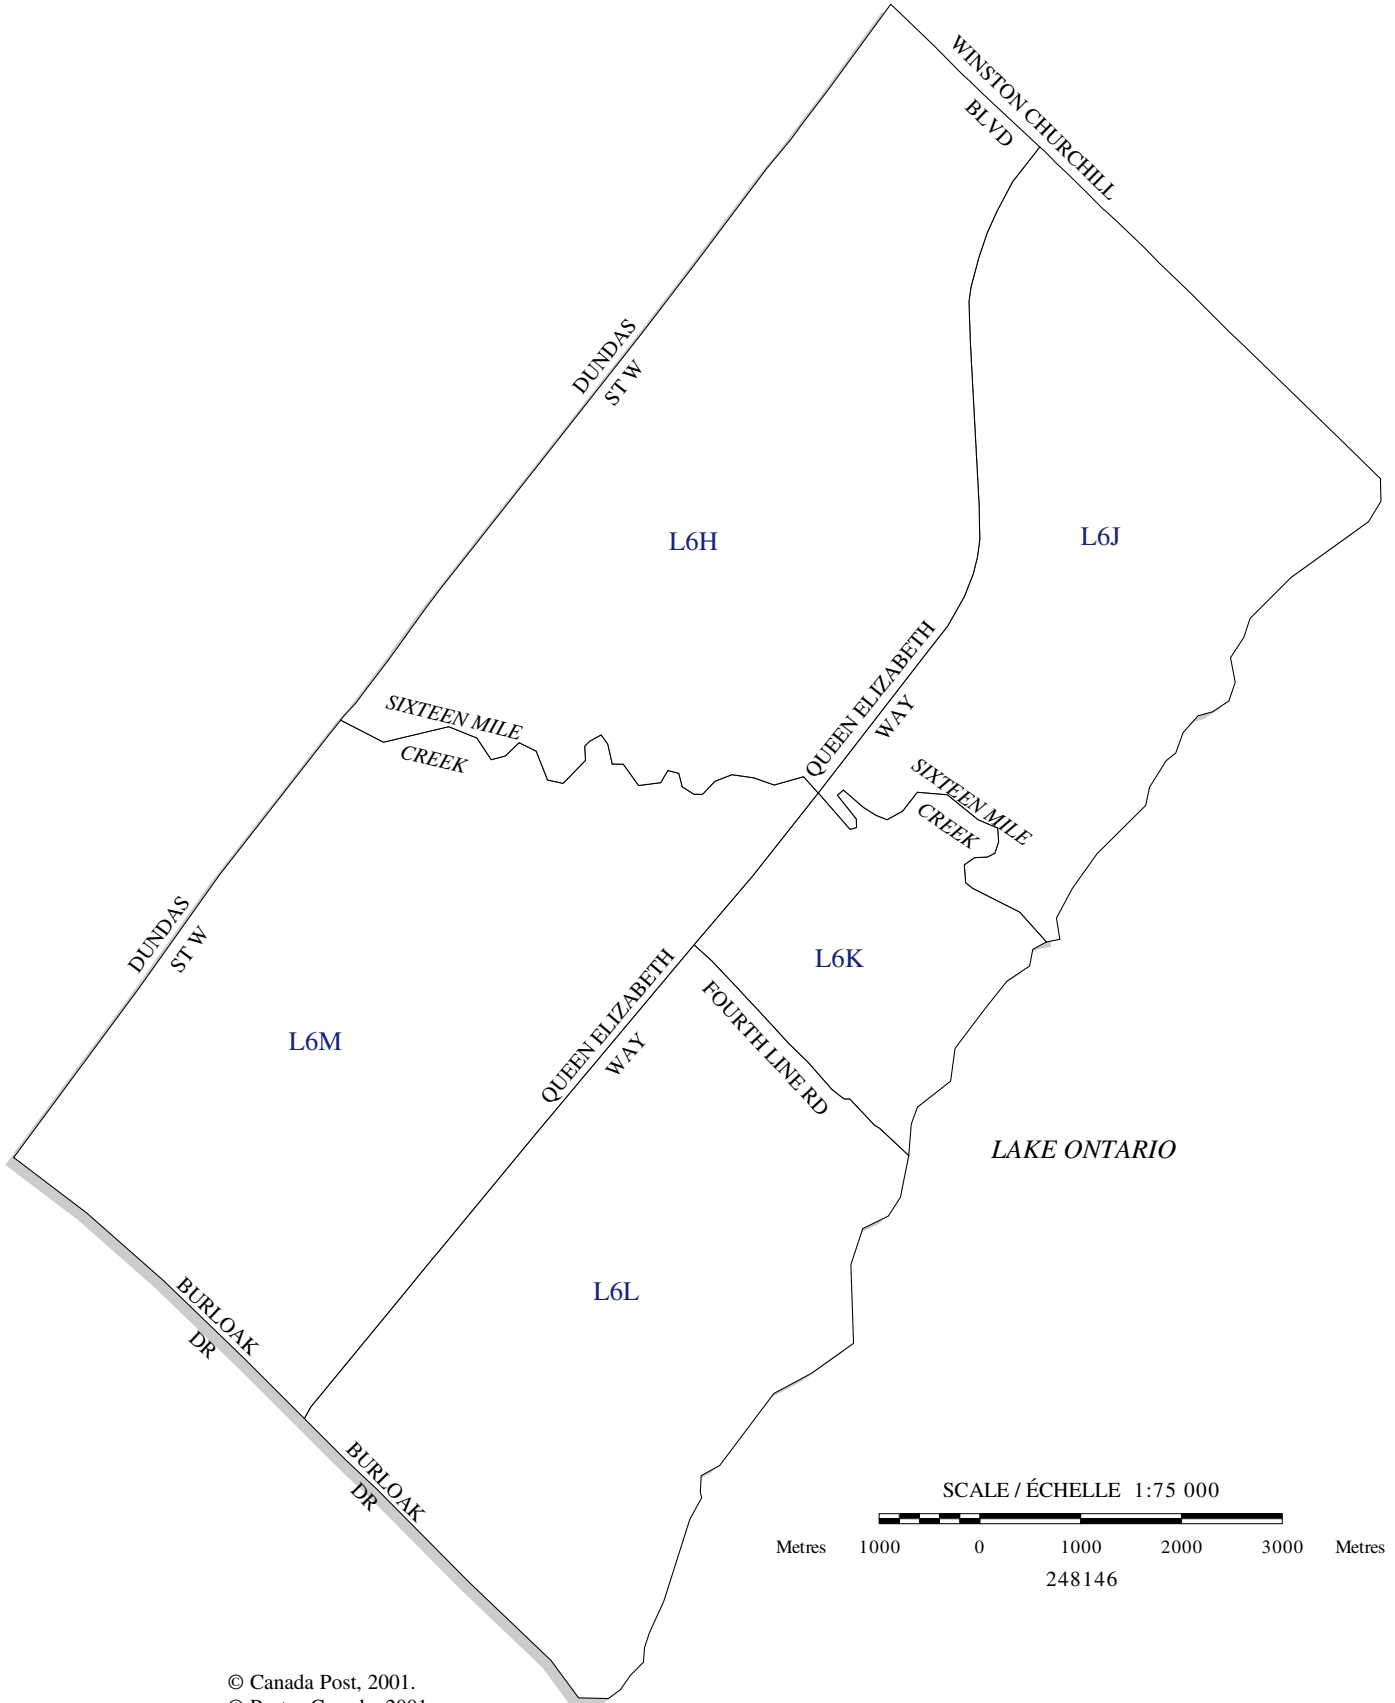 WINSTON CHURCHILL
BLVD
DUNDAS
ST W
L6H
L6J
QUEEN ELIZABETH
WAY
SIXTEEN MILE
CREEK
SIXTEEN MILE
CREEK
DUNDAS
ST W
L6K
QUEEN ELIZABETH
WAY
FOURTH LINE RD
L6M
LAKE ONTARIO
L6L
BURLOAK
DR
BURLOAK
DR
SCALE / ÉCHELLE 1:75 000
Metres 1000 0 1000 2000 3000 Metres
248146
© Canada Post, 2001.